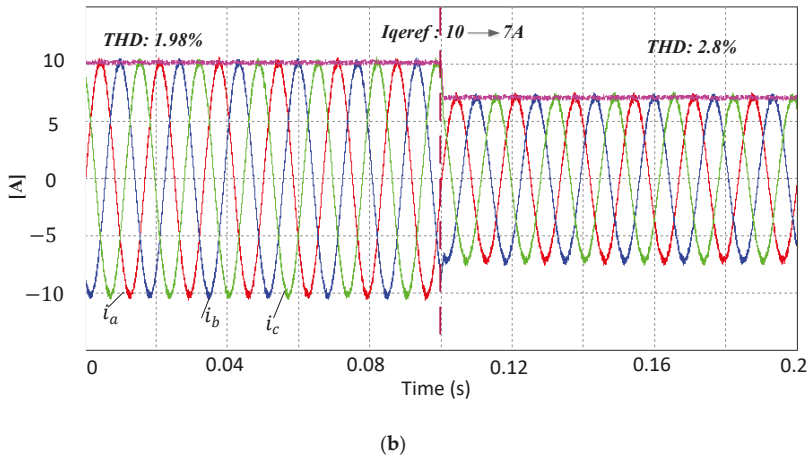 THD: 1.98%
Iqeref : 10 → 7A
THD: 2.8%
10
5
0
−5
−10
[A]
i_a
i_b
i_c
0
0.04
0.08
0.12
0.16
0.2
Time (s)
(b)